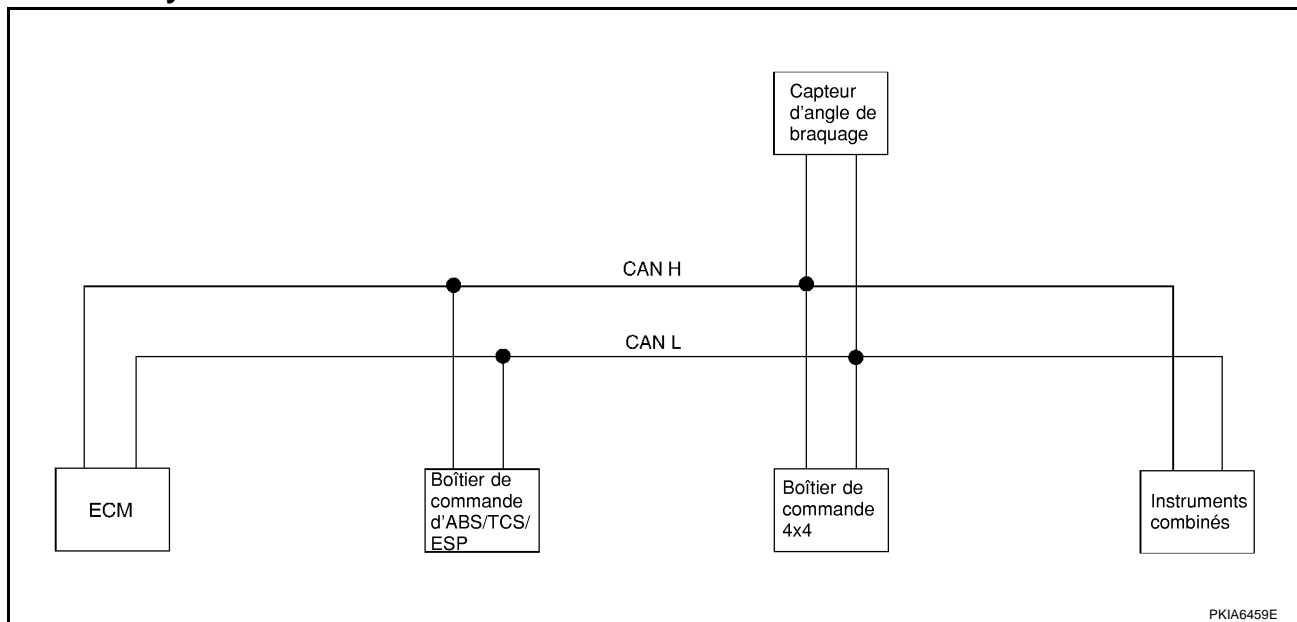 Capteur
d'angle de
braquage
CAN H
CAN L
ECM
Boîtier de
commande
d'ABS/TCS/
ESP
Boîtier de
commande
4x4
Instruments
combinés
PKIA6459E